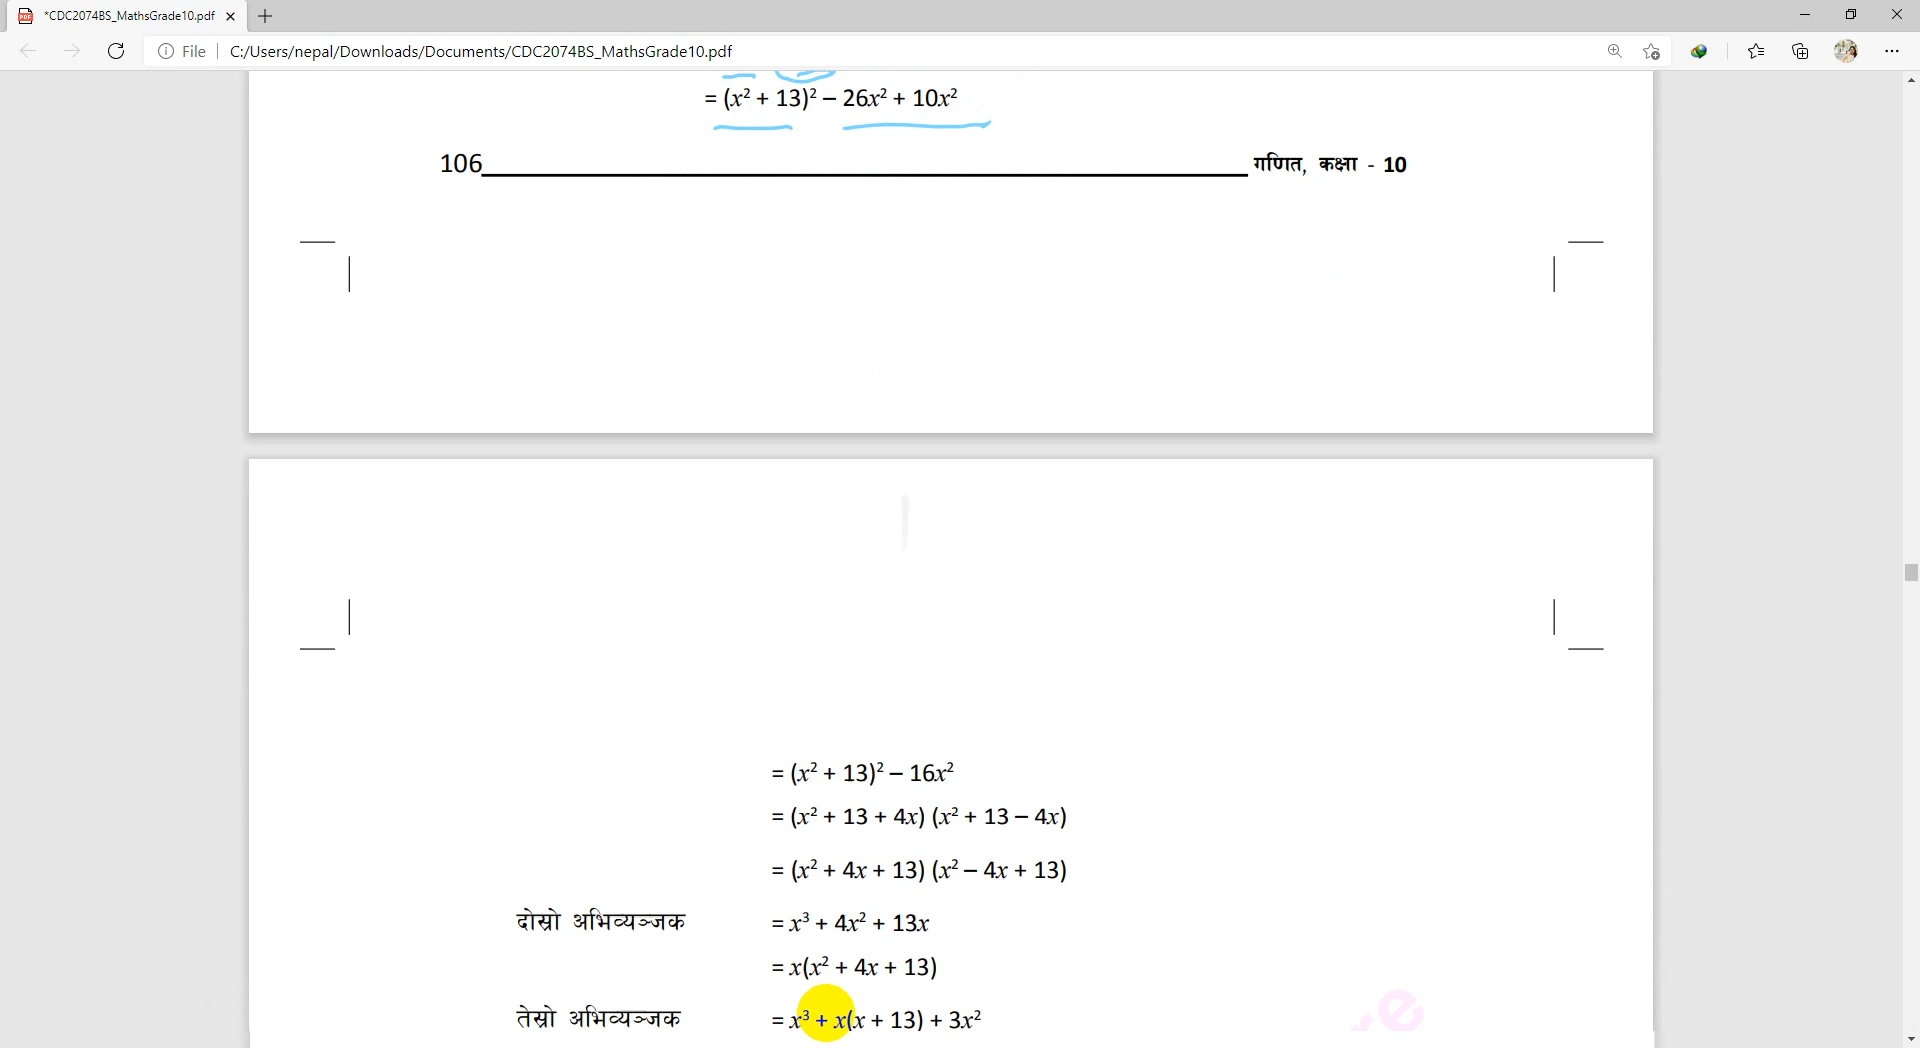 *CDC2074BS_MathsGrade10.pdf
File C:/Users/nepal/Downloads/Documents/CDC2074BS_MathsGrade10.pdf
= (x² + 13)² – 26x² + 10x²
106 गणित, कक्षा - 10
= (x² + 13)² – 16x²
= (x² + 13 + 4x) (x² + 13 – 4x)
= (x² + 4x + 13) (x² – 4x + 13)
दोस्रो अभिव्यञ्जक = x³ + 4x² + 13x
= x(x² + 4x + 13)
तेस्रो अभिव्यञ्जक = x³ + x(x + 13) + 3x²